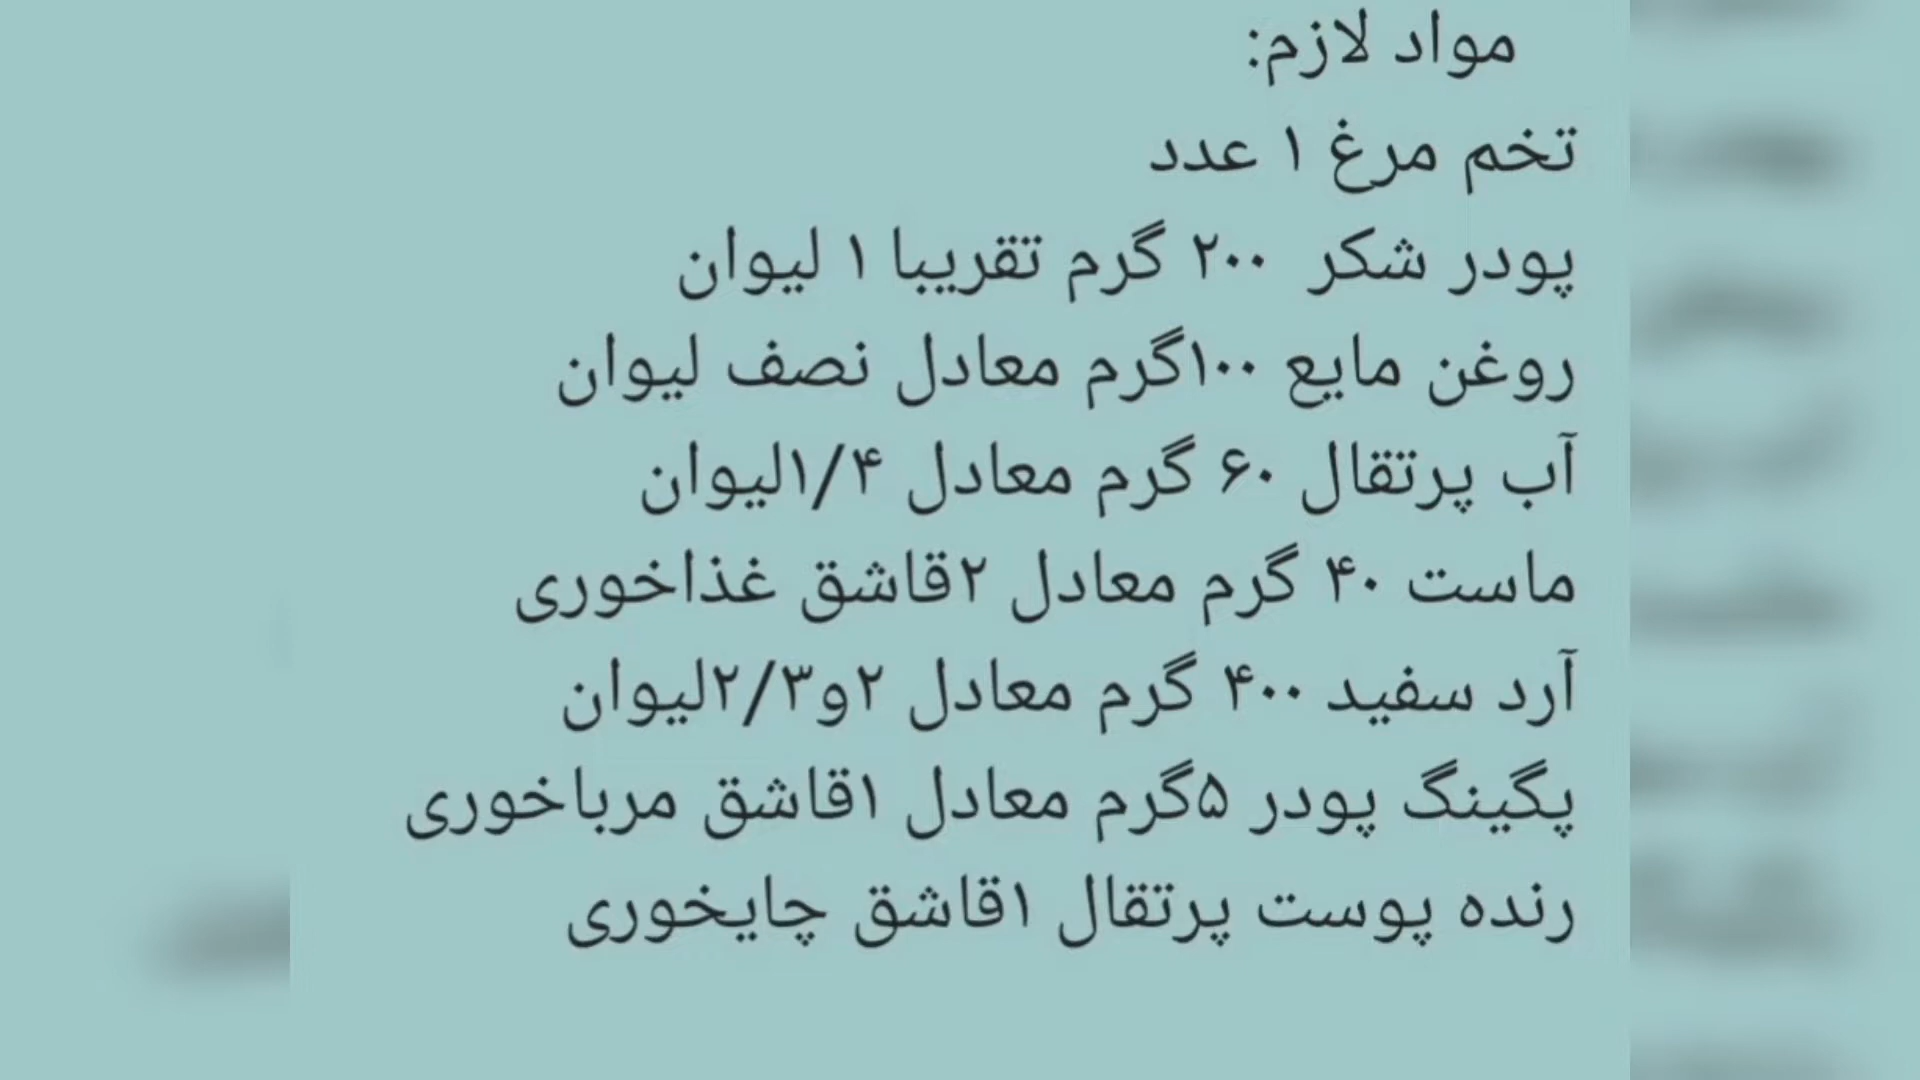 مواد لازم:
تخم مرغ ۱ عدد
پودر شکر ۲۰۰ گرم تقریبا ۱ لیوان
روغن مایع ۱۰۰گرم معادل نصف لیوان
آب پرتقال ۶۰ گرم معادل ۱/۴لیوان
ماست ۴۰ گرم معادل ۲قاشق غذاخوری
آرد سفید ۴۰۰ گرم معادل ۲و۲/۳لیوان
پگینگ پودر ۵گرم معادل ۱قاشق مرباخوری
رنده پوست پرتقال ۱قاشق چایخوری